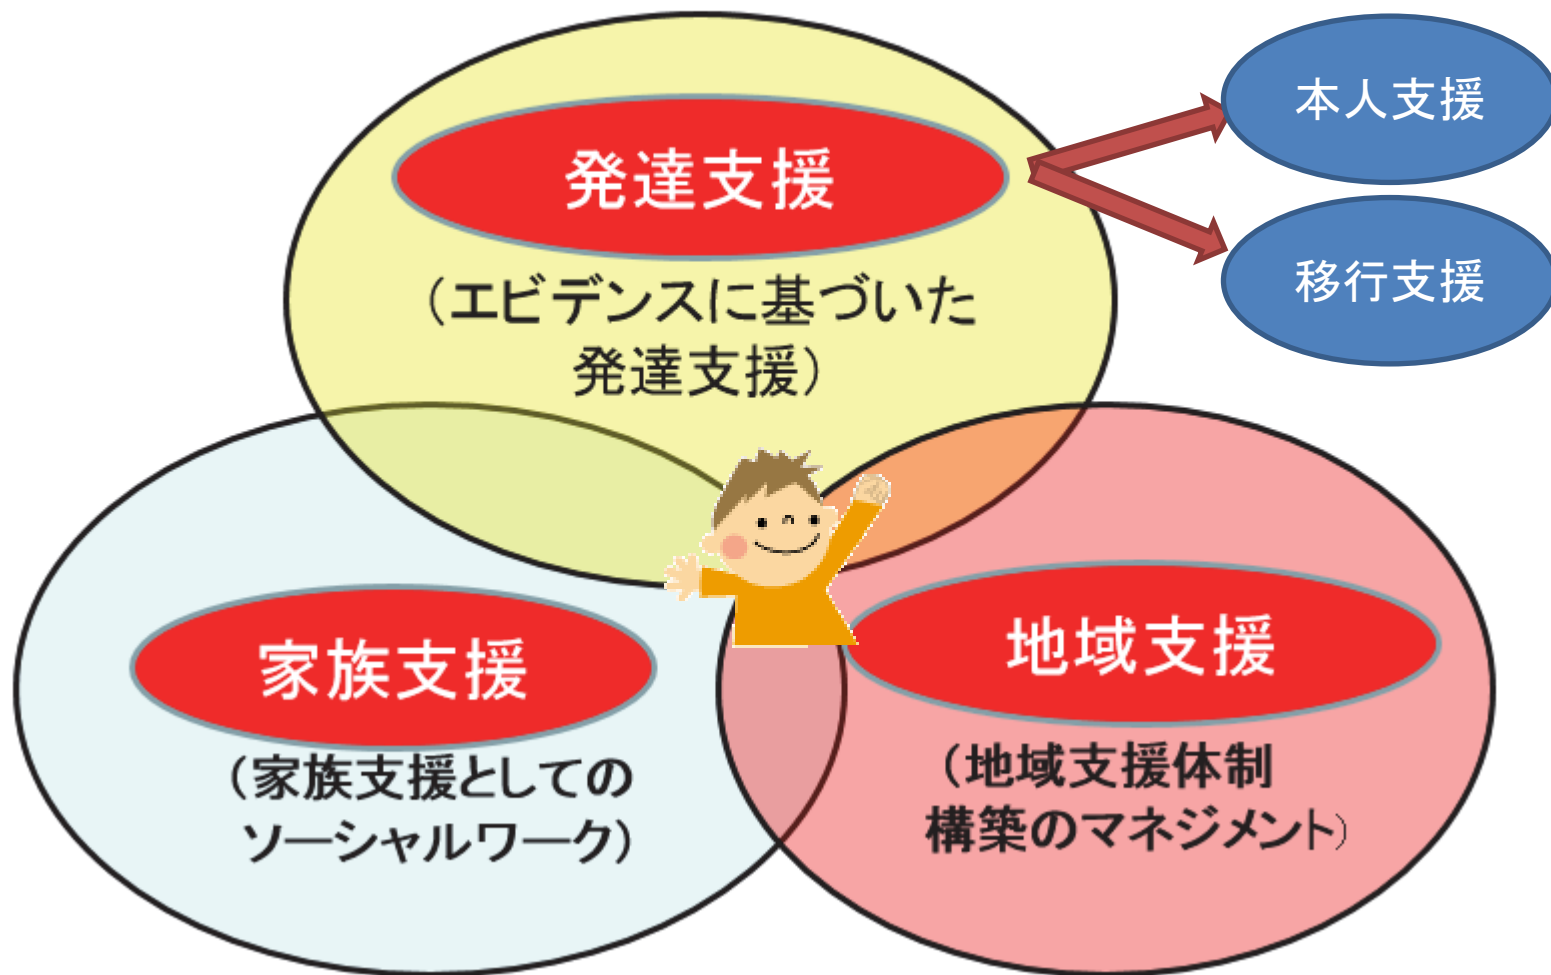 発達支援
（エビデンスに基づいた
発達支援）
本人支援
移行支援
家族支援
（家族支援としての
ソーシャルワーク）
地域支援
（地域支援体制
構築のマネジメント）